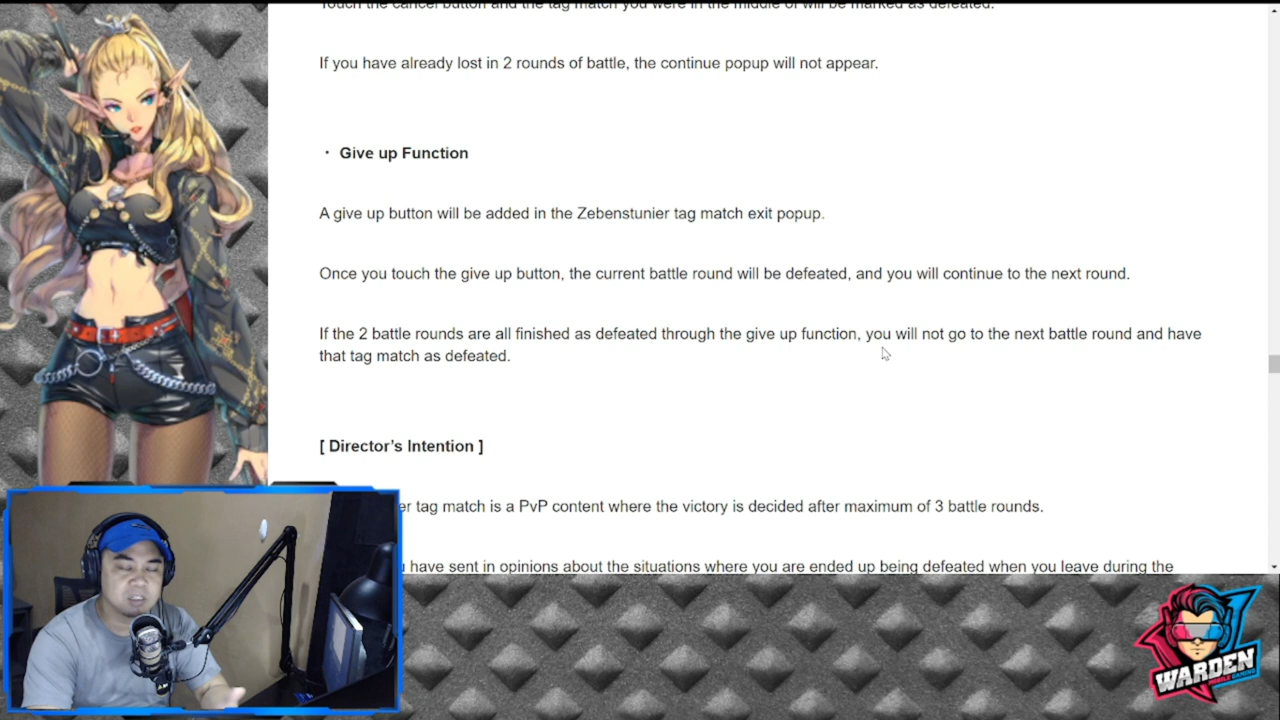 Touch the cancel button and the tag match you were in the middle of will be marked as defeated.
If you have already lost in 2 rounds of battle, the continue popup will not appear.
· Give up Function
A give up button will be added in the Zebenstunier tag match exit popup.
Once you touch the give up button, the current battle round will be defeated, and you will continue to the next round.
If the 2 battle rounds are all finished as defeated through the give up function, you will not go to the next battle round and have
that tag match as defeated.
[ Director's Intention ]
er tag match is a PvP content where the victory is decided after maximum of 3 battle rounds.
have sent in opinions about the situations where you are ended up being defeated when you leave during the
WARDEN
MOBILE GAMING